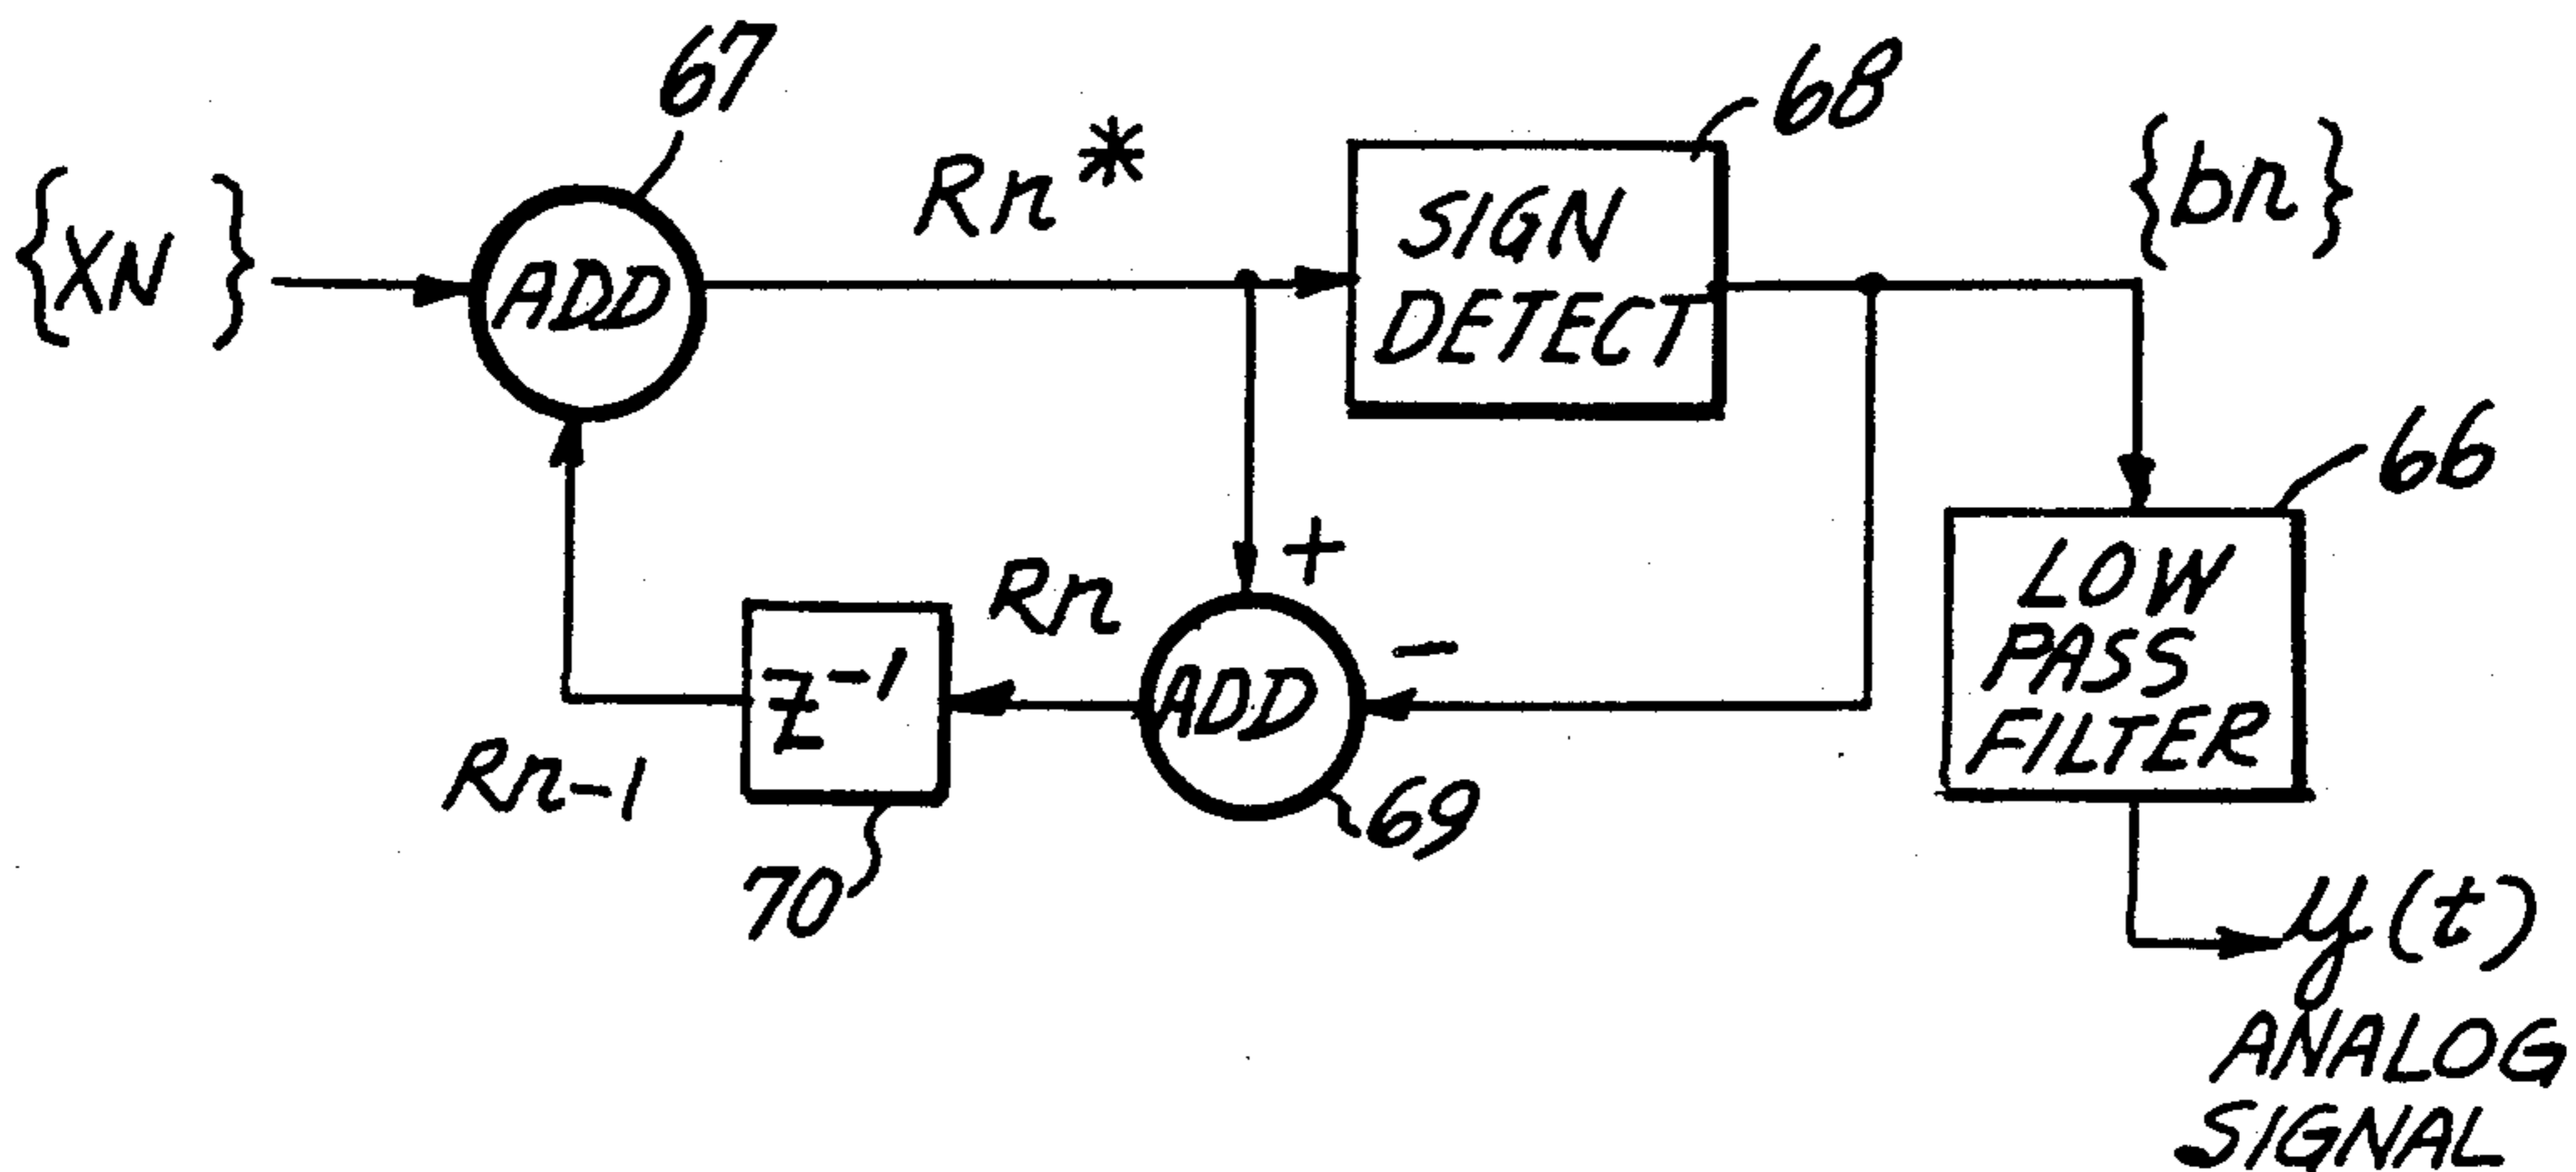 67
68
{XN}
ADD
Rn*
SIGN
DETECT
{bn}
66
+
-
Rn
ADD
Z⁻¹
Rn-1
70
69
LOW
PASS
FILTER
y(t)
ANALOG
SIGNAL